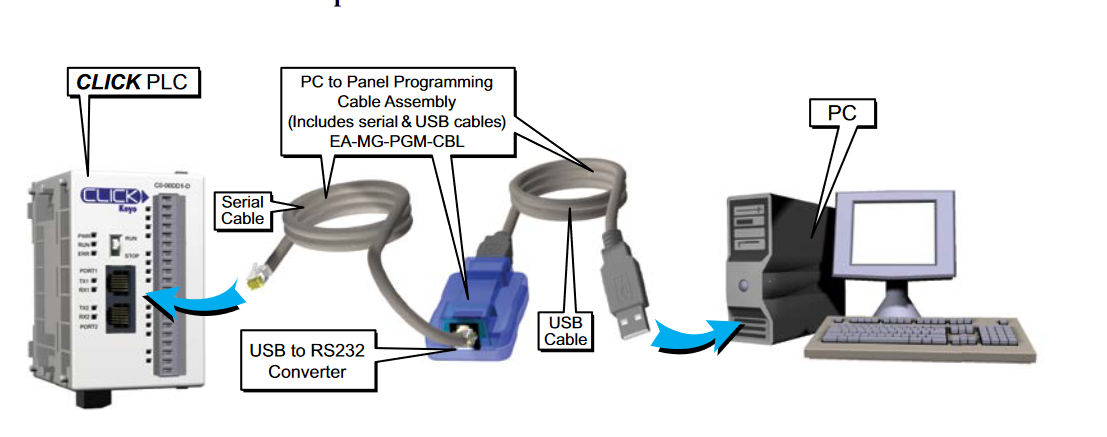 CLICK PLC
PC to Panel Programming
Cable Assembly
(Includes serial & USB cables)
EA-MG-PGM-CBL
PC
Serial
Cable
CLICK
Koyo
C0-00DD1-D
PWR
RUN
ERR
RUN
STOP
PORT1
TX1
RX1
TX2
RX2
PORT2
USB to RS232
Converter
USB
Cable